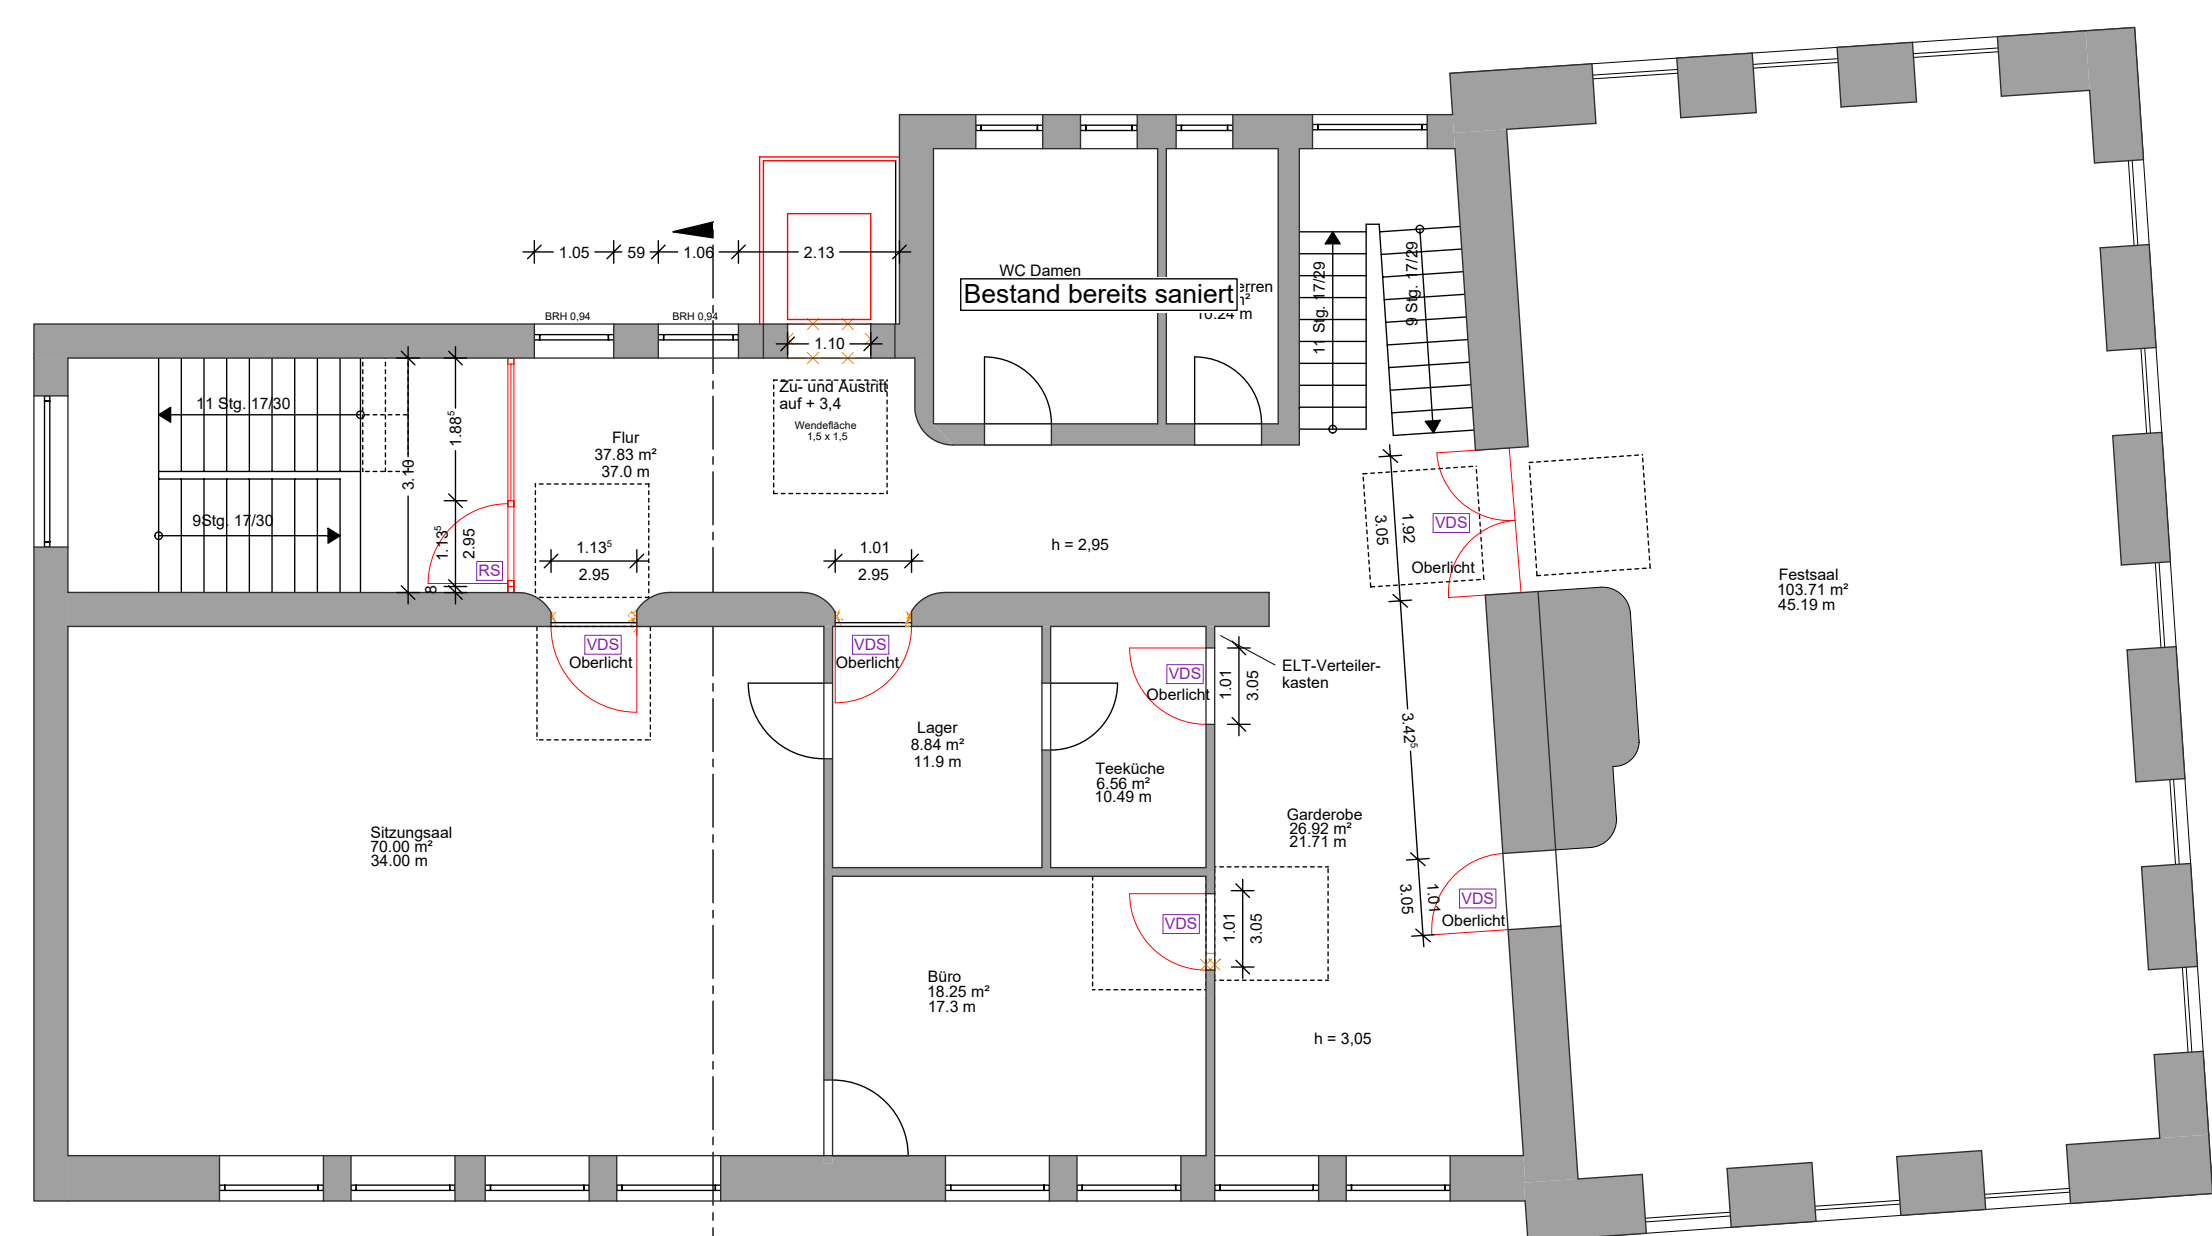 1.05
59
1.06
2.13
BRH 0,94
BRH 0,94
1.10
WC Damen
Bestand bereits saniert
erren
m²
10.24 m
11 Stg. 17/29
9 Stg. 17/29
11 Stg. 17/30
9Stg. 17/30
3.10
1.88⁵
1.13⁵
2.95
8
RS
Flur
37.83 m²
37.0 m
Zu- und Austritt
auf + 3,4
Wendefläche
1,5 x 1,5
1.13⁵
2.95
1.01
2.95
h = 2,95
3.05
1.92
VDS
Oberlicht
Festsaal
103.71 m²
45.19 m
VDS
Oberlicht
VDS
Oberlicht
VDS
Oberlicht
1.01
3.05
ELT-Verteiler-
kasten
3.42⁵
Lager
8.84 m²
11.9 m
Teeküche
6.56 m²
10.49 m
Garderobe
26.92 m²
21.71 m
Sitzungsaal
70.00 m²
34.00 m
3.05
1.01
VDS
Oberlicht
VDS
1.01
3.05
Büro
18.25 m²
17.3 m
h = 3,05